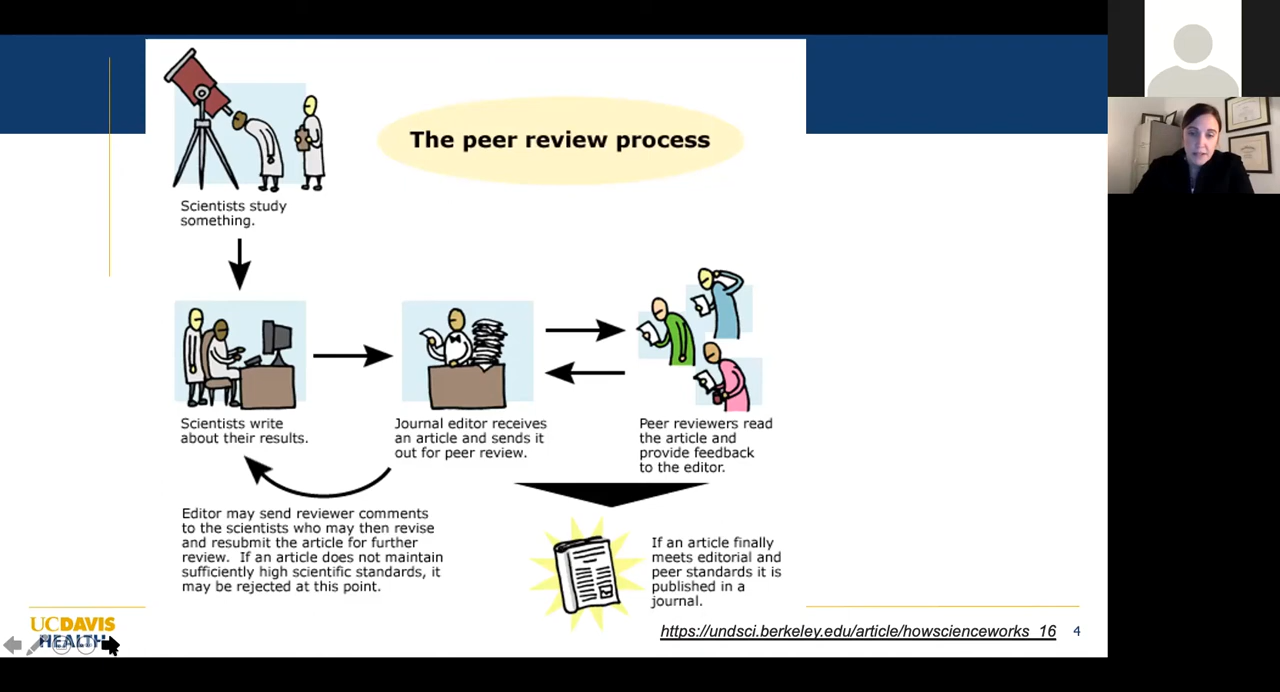 The peer review process
Scientists study
something.
Scientists write
about their results.
Journal editor receives
an article and sends it
out for peer review.
Peer reviewers read
the article and
provide feedback
to the editor.
Editor may send reviewer comments
to the scientists who may then revise
and resubmit the article for further
review. If an article does not maintain
sufficiently high scientific standards, it
may be rejected at this point.
If an article finally
meets editorial and
peer standards it is
published in a
journal.
UCDAVIS
HEALTH
https://undsci.berkeley.edu/article/howscienceworks_16
4